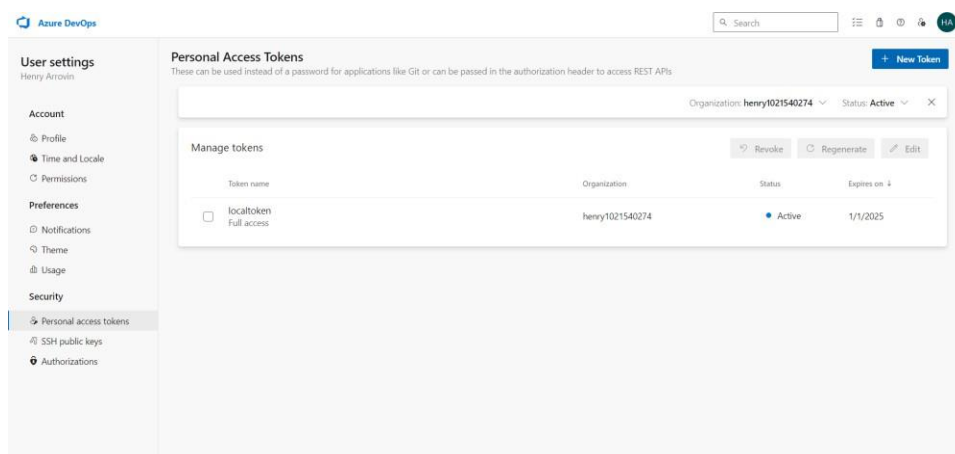 Azure DevOps
Search
HA
User settings
Henry Arrovin
Account
Profile
Time and Locale
Permissions
Preferences
Notifications
Theme
Usage
Security
Personal access tokens
SSH public keys
Authorizations
Personal Access Tokens
These can be used instead of a password for applications like Git or can be passed in the authorization header to access REST APIs
+ New Token
Organization: henry1021540274 Status: Active
Manage tokens
Revoke Regenerate Edit
Token name Organization Status Expires on ↓
localtoken henry1021540274 Active 1/1/2025
Full access